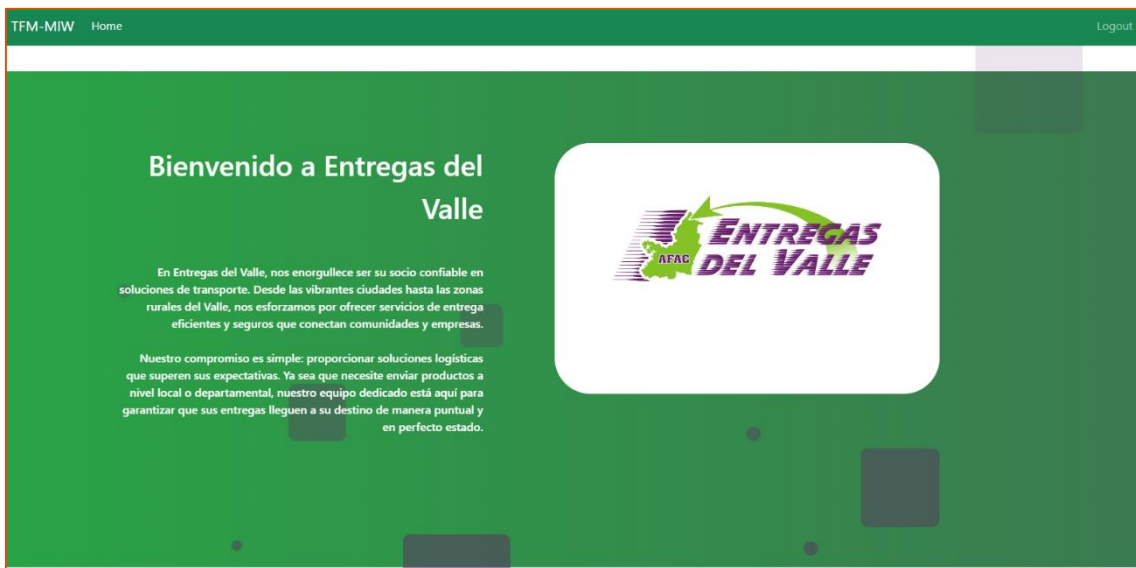 TFM-MIW Home Logout
Bienvenido a Entregas del
Valle
En Entregas del Valle, nos enorgullece ser su socio confiable en
soluciones de transporte. Desde las vibrantes ciudades hasta las zonas
rurales del Valle, nos esforzamos por ofrecer servicios de entrega
eficientes y seguros que conectan comunidades y empresas.
Nuestro compromiso es simple: proporcionar soluciones logísticas
que superen sus expectativas. Ya sea que necesite enviar productos a
nivel local o departamental, nuestro equipo dedicado está aquí para
garantizar que sus entregas lleguen a su destino de manera puntual y
en perfecto estado.
ENTREGAS
AFAC DEL VALLE